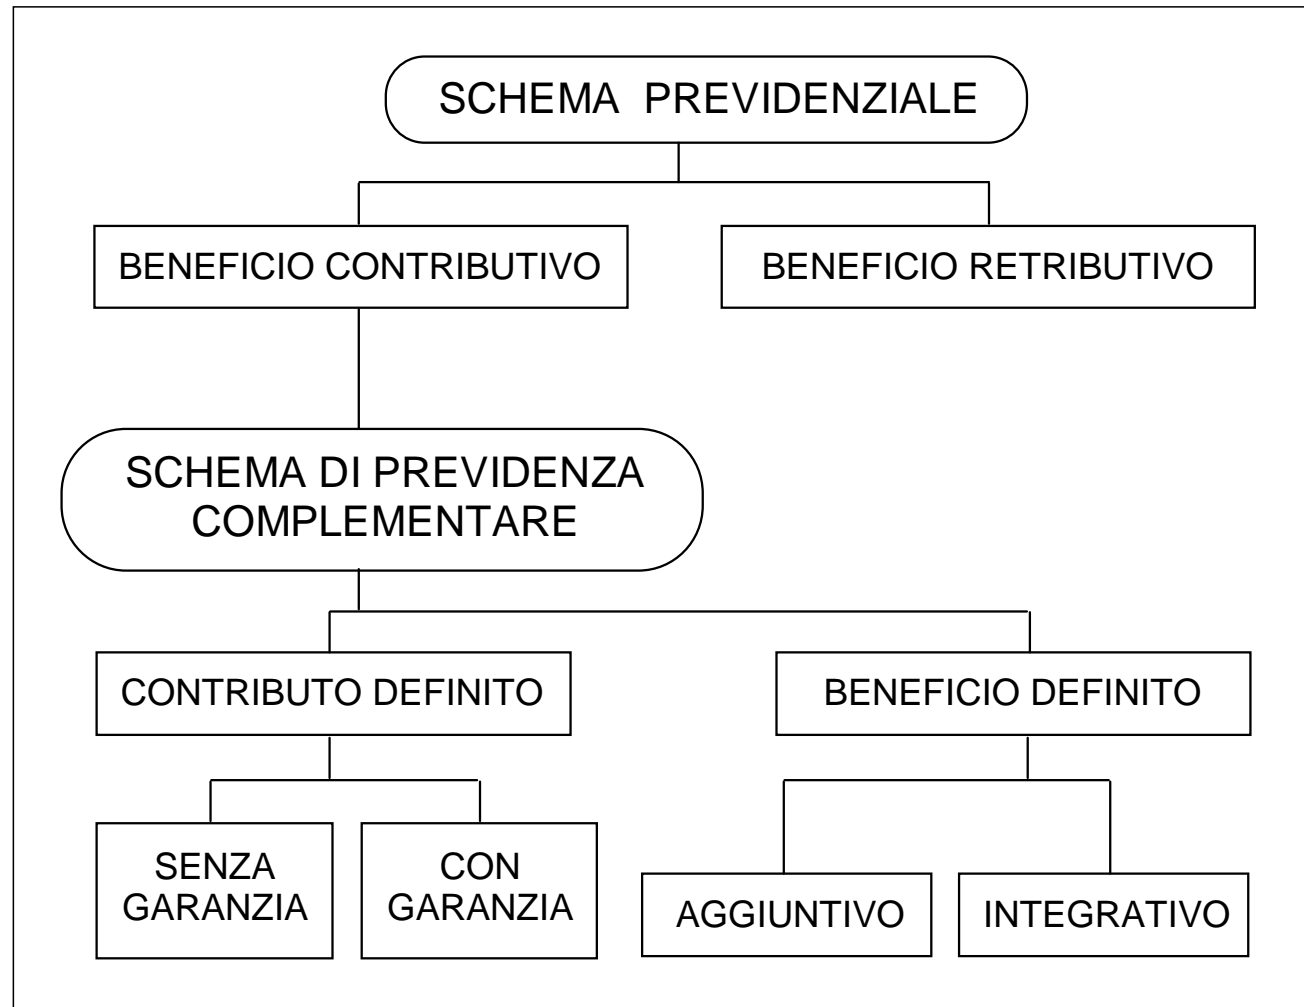 SCHEMA PREVIDENZIALE
BENEFICIO CONTRIBUTIVO
BENEFICIO RETRIBUTIVO
SCHEMA DI PREVIDENZA
COMPLEMENTARE
CONTRIBUTO DEFINITO
BENEFICIO DEFINITO
SENZA
GARANZIA
CON
GARANZIA
AGGIUNTIVO
INTEGRATIVO